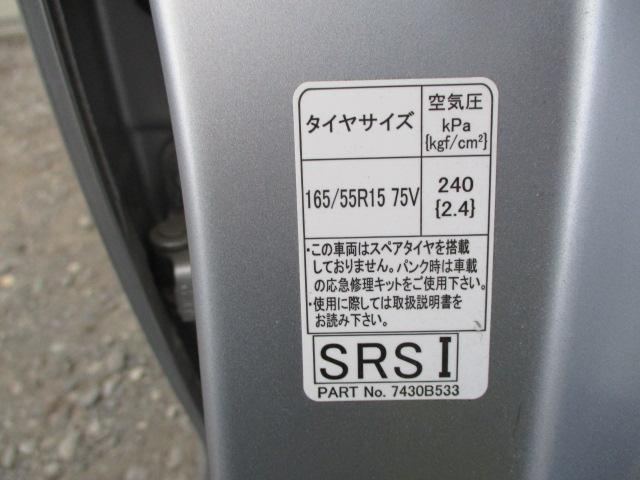 タイヤサイズ
空気圧
kPa
{kgf/cm²}
165/55R15 75V
240
{2.4}
・この車両はスペアタイヤを搭載
しておりません。パンク時は車載
の応急修理キットをご使用下さい。
・使用に際しては取扱説明書を
お読み下さい。
SRS I
PART No. 7430B533